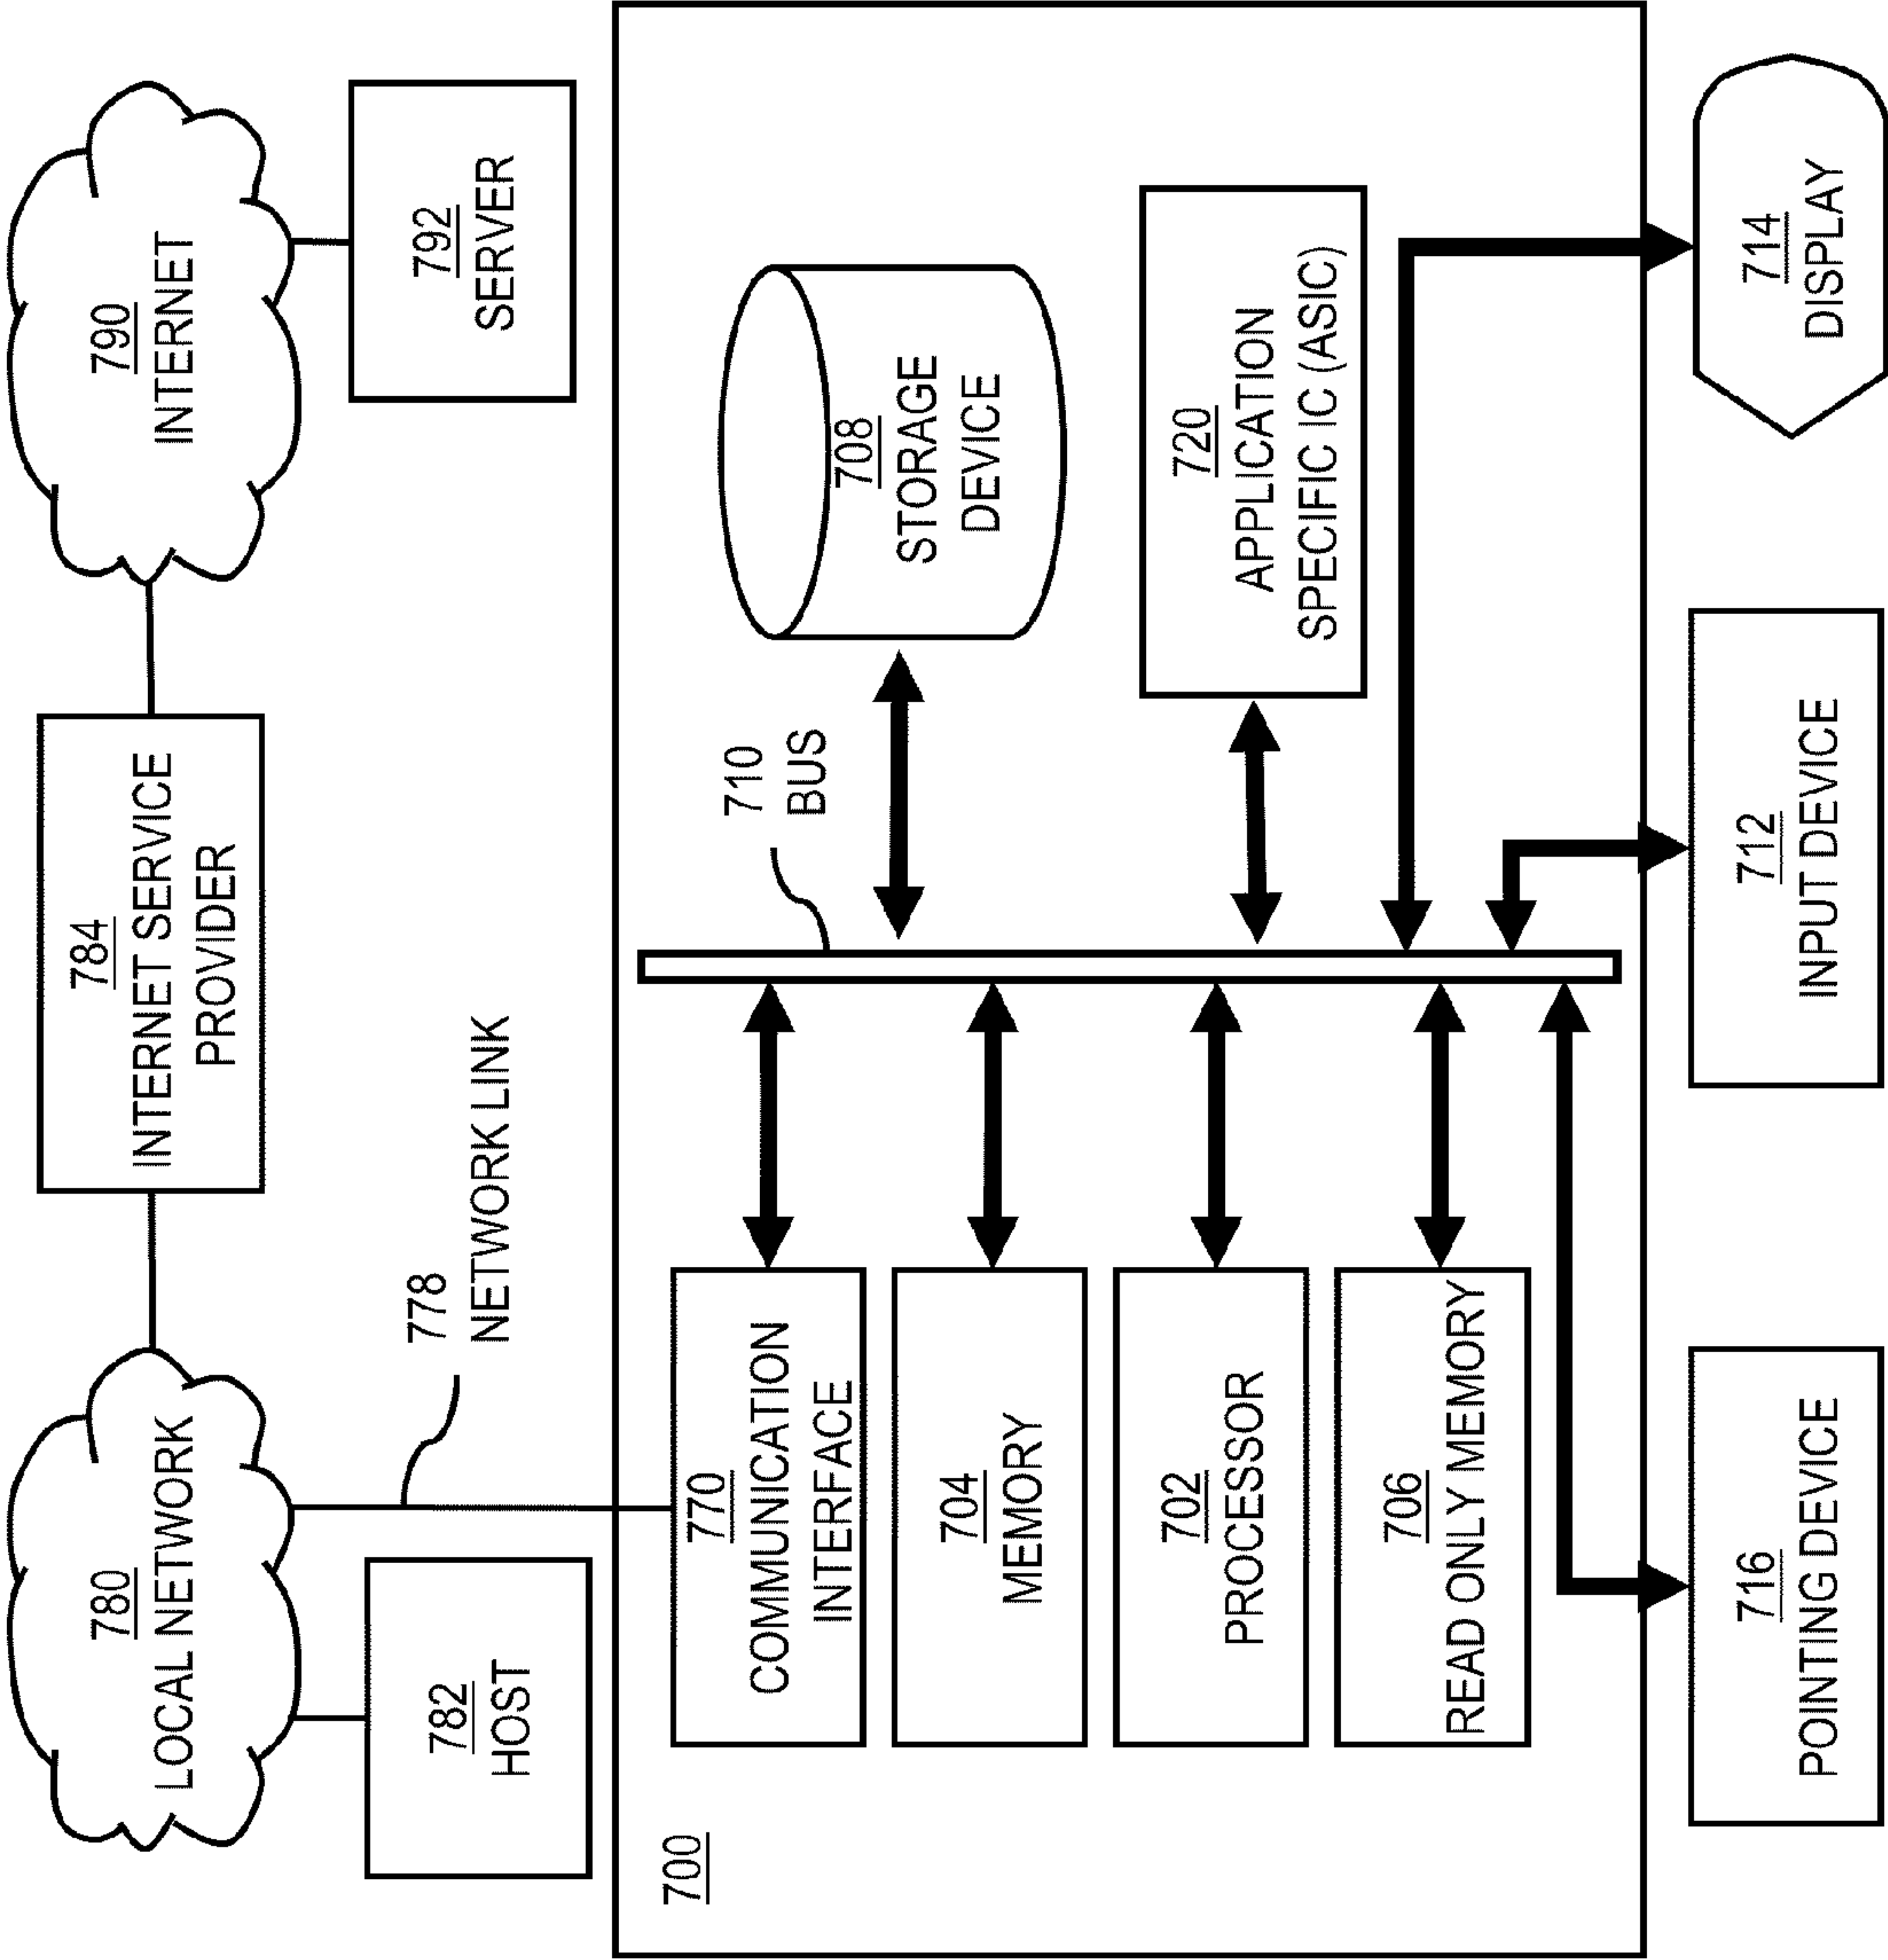 780
LOCAL NETWORK
784
INTERNET SERVICE
PROVIDER
790
INTERNET
782
HOST
778
NETWORK LINK
792
SERVER
700
770
COMMUNICATION
INTERFACE
710
BUS
708
STORAGE
DEVICE
704
MEMORY
702
PROCESSOR
720
APPLICATION
SPECIFIC IC (ASIC)
706
READ ONLY MEMORY
716
POINTING DEVICE
712
INPUT DEVICE
714
DISPLAY